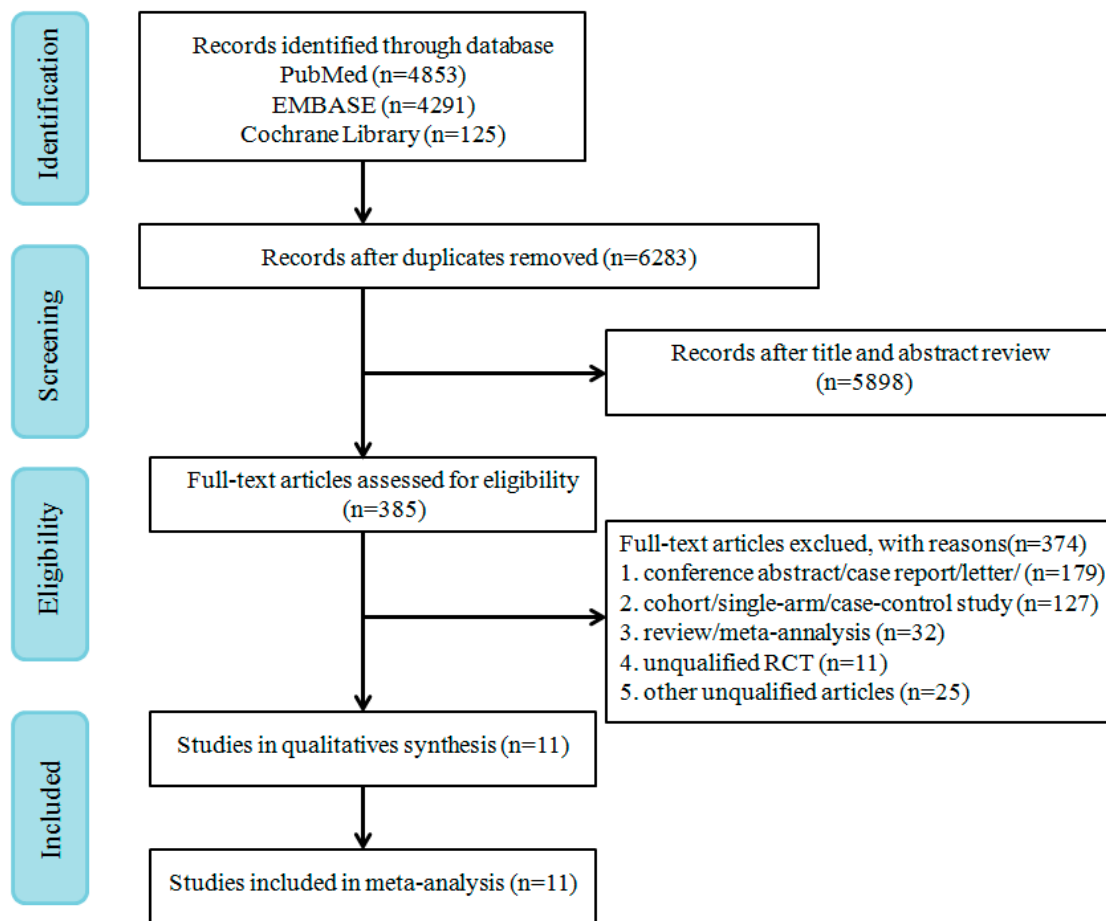 Identification
Records identified through database
PubMed (n=4853)
EMBASE (n=4291)
Cochrane Library (n=125)
Records after duplicates removed (n=6283)
Screening
Records after title and abstract review
(n=5898)
Eligibility
Full-text articles assessed for eligibility
(n=385)
Full-text articles exclued, with reasons(n=374)
1. conference abstract/case report/letter/ (n=179)
2. cohort/single-arm/case-control study (n=127)
3. review/meta-annalysis (n=32)
4. unqualified RCT (n=11)
5. other unqualified articles (n=25)
Included
Studies in qualitatives synthesis (n=11)
Studies included in meta-analysis (n=11)